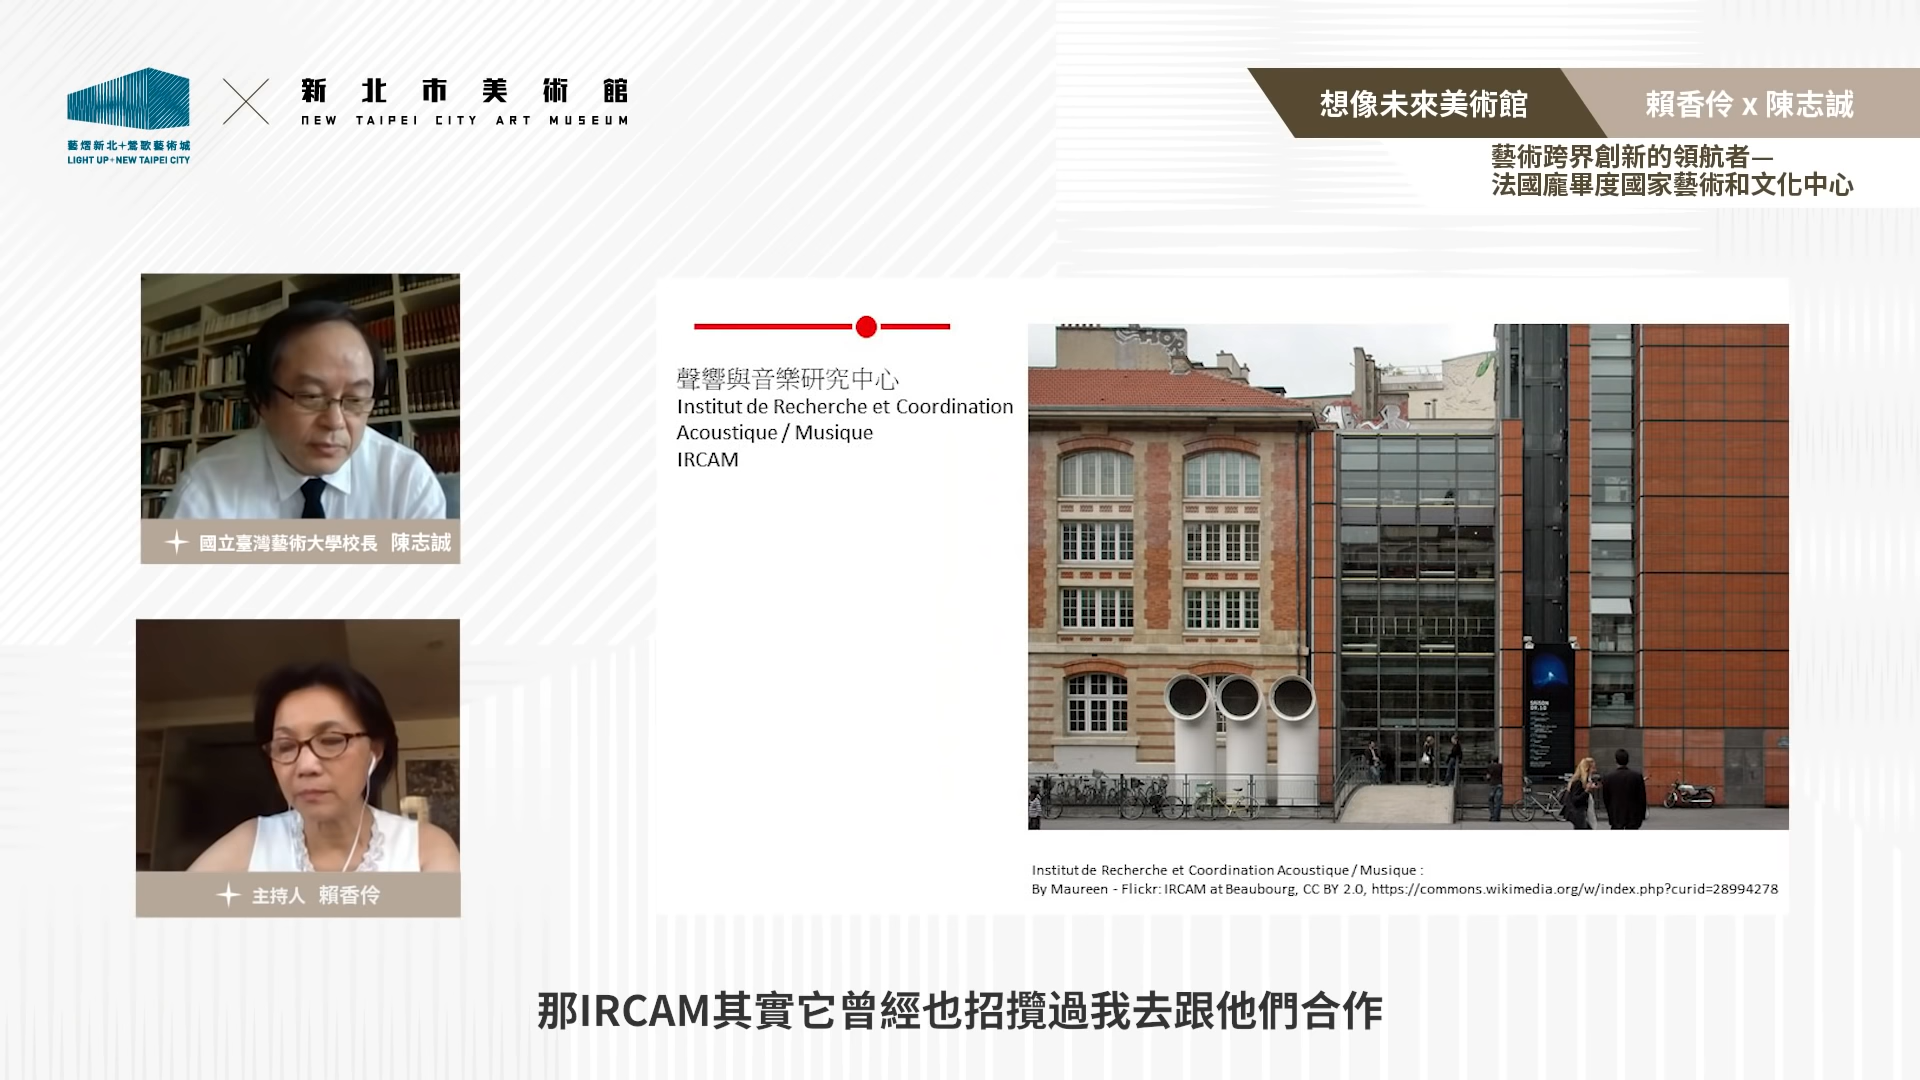 藝熠新北+鶯歌藝術城
LIGHT UP+NEW TAIPEI CITY
新北市美術館
NEW TAIPEI CITY ART MUSEUM
想像未來美術館
賴香伶 x 陳志誠
藝術跨界創新的領航者—
法國龐畢度國家藝術和文化中心
國立臺灣藝術大學校長 陳志誠
主持人 賴香伶
聲響與音樂研究中心
Institut de Recherche et Coordination
Acoustique / Musique
IRCAM
Institut de Recherche et Coordination Acoustique / Musique :
By Maureen - Flickr: IRCAM at Beaubourg, CC BY 2.0, https://commons.wikimedia.org/w/index.php?curid=28994278
那IRCAM其實它曾經也招攬過我去跟他們合作